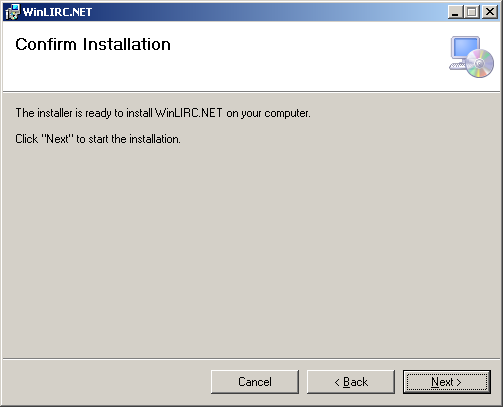 WinLIRC.NET
Confirm Installation
The installer is ready to install WinLIRC.NET on your computer.
Click "Next" to start the installation.
Cancel
< Back
Next >